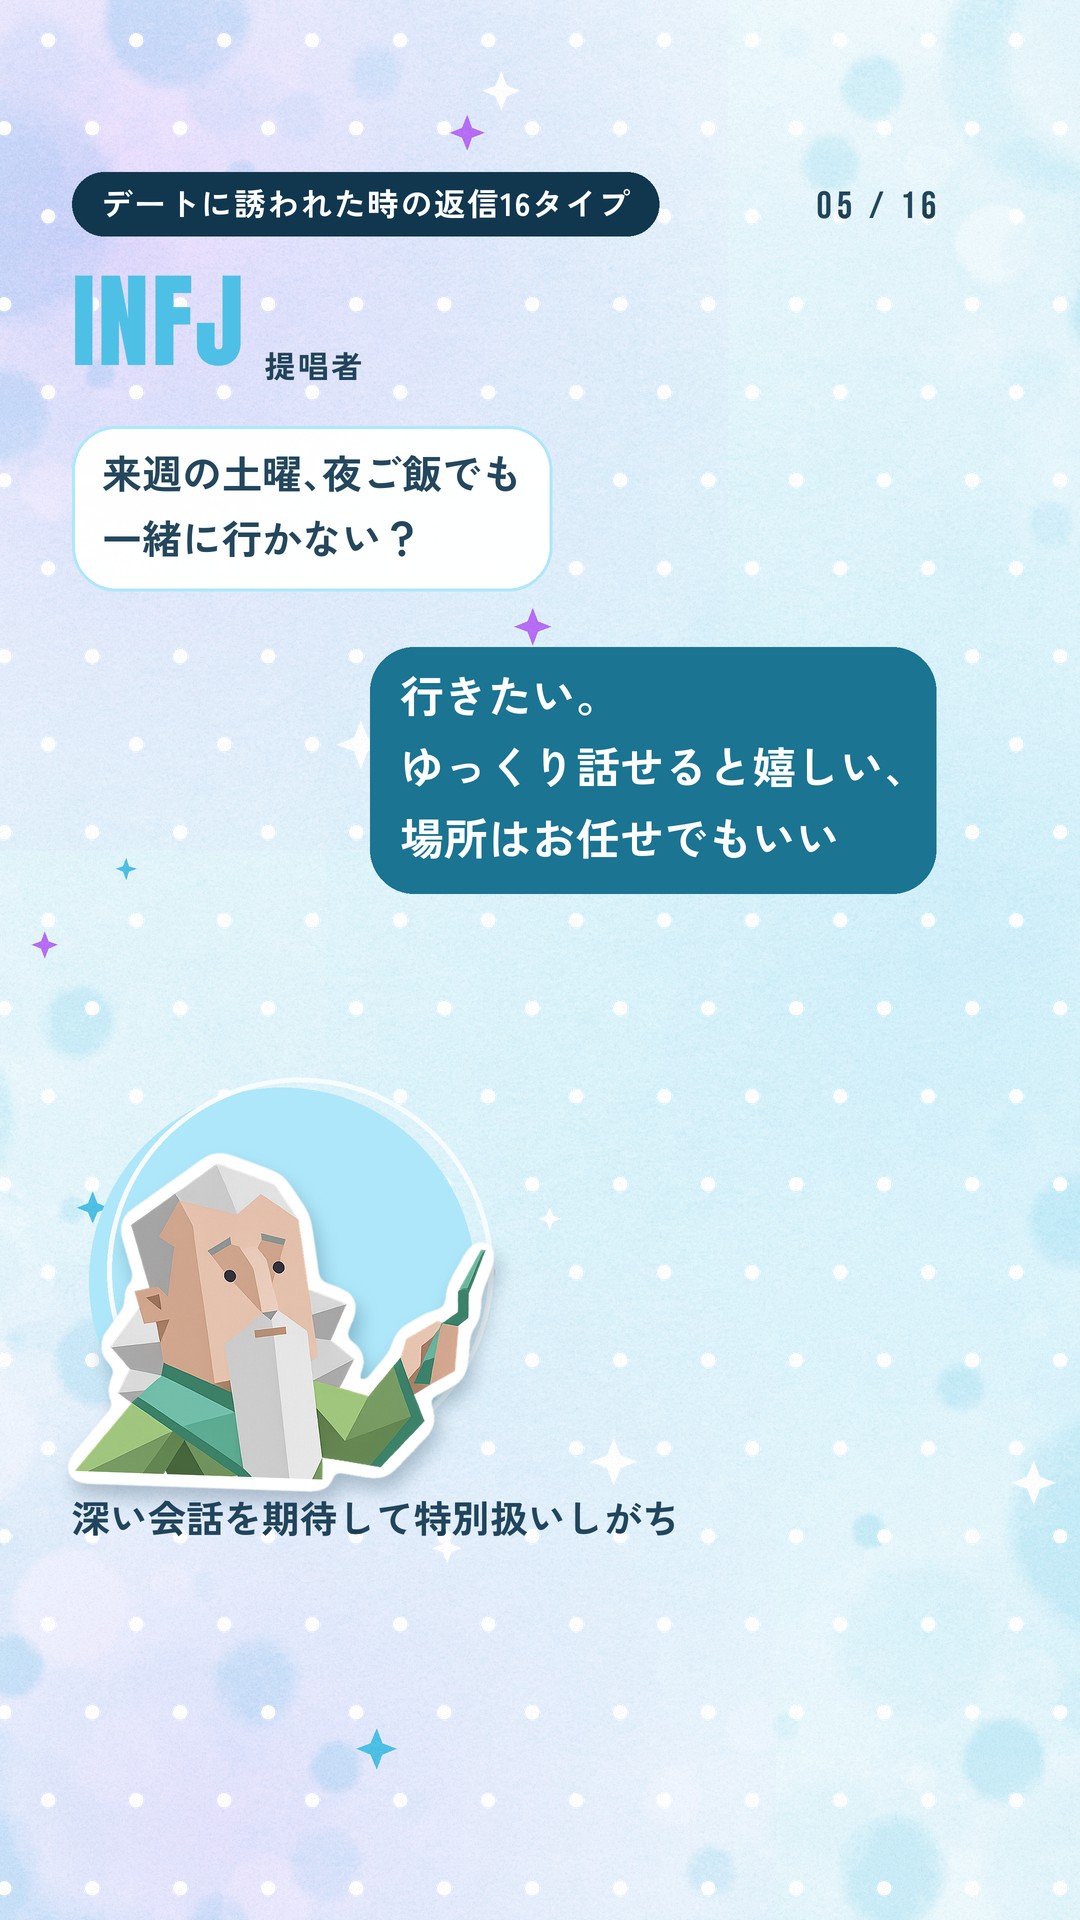 デートに誘われた時の返信16タイプ
05 / 16
INFJ
提唱者
来週の土曜、夜ご飯でも
一緒に行かない？
行きたい。
ゆっくり話せると嬉しい、
場所はお任せでもいい
深い会話を期待して特別扱いしがち